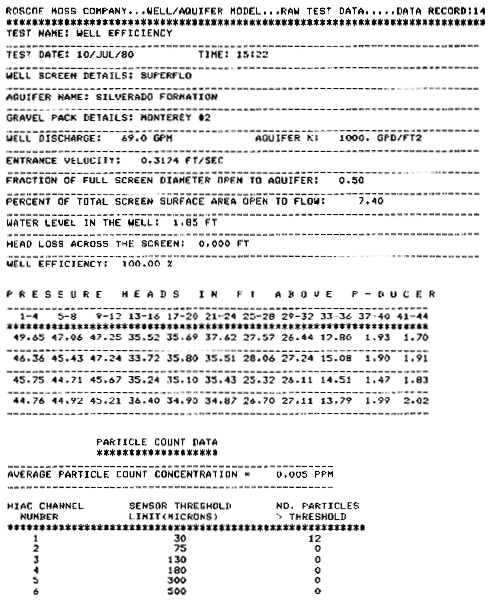 ROSCOE MOSS COMPANY...WELL/AQUIFER MODEL...RAW TEST DATA.....DATA RECORD:14
TEST NAME: WELL EFFICIENCY
TEST DATE: 10/JUL/80 TIME: 15:22
WELL SCREEN DETAILS: SUPERFLO
AQUIFER NAME: SILVERADO FORMATION
GRAVEL PACK DETAILS: MONTEREY #2
WELL DISCHARGE: 69.0 GPM AQUIFER K: 1000. GPD/FT2
ENTRANCE VELOCITY: 0.3174 FT/SEC
FRACTION OF FULL SCREEN DIAMETER OPEN TO AQUIFER: 0.50
PERCENT OF TOTAL SCREEN SURFACE AREA OPEN TO FLOW: 7.40
WATER LEVEL IN THE WELL: 1.85 FT
HEAD LOSS ACROSS THE SCREEN: 0.000 FT
WELL EFFICIENCY: 100.00 %
P R E S S U R E H E A D S I N F T A B O V E P - D U C E R
1-4 5-8 9-12 13-16 17-20 21-24 25-28 29-32 33-36 37-40 41-44
49.65 47.06 47.25 35.52 35.69 37.62 27.57 26.44 12.80 1.93 1.70
46.36 45.43 47.24 33.72 35.80 35.51 28.06 27.24 15.08 1.90 1.91
45.75 44.71 45.67 35.24 35.10 35.43 25.32 26.11 14.51 1.47 1.83
44.76 44.92 45.21 36.40 34.90 34.87 26.70 27.11 13.79 1.99 2.02
PARTICLE COUNT DATA
*******************
AVERAGE PARTICLE COUNT CONCENTRATION = 0.005 PPM
HIAC CHANNEL SENSOR THRESHOLD NO. PARTICLES
NUMBER LIMIT(MICRONS) > THRESHOLD
1 30 12
2 75 0
3 130 0
4 180 0
5 300 0
6 500 0